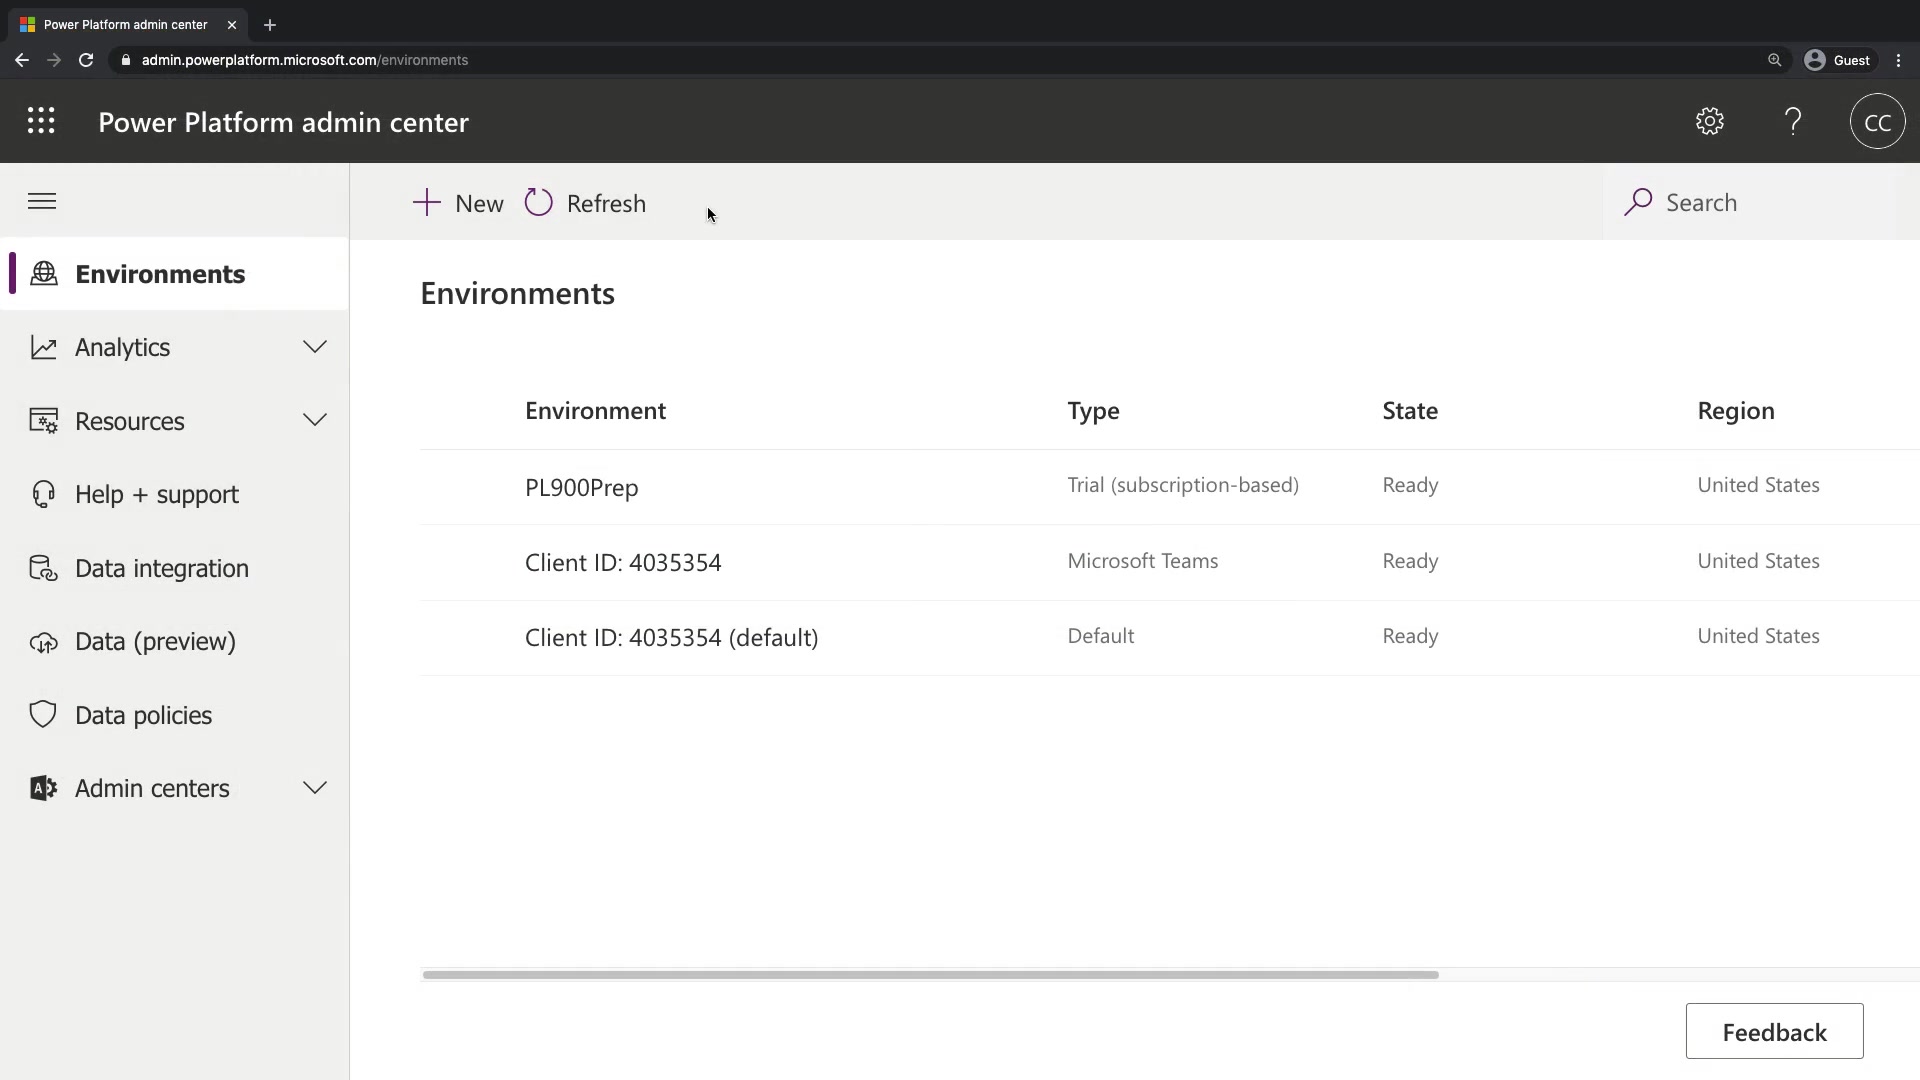 Power Platform admin center
admin.powerplatform.microsoft.com/environments
Guest
Power Platform admin center
CC
New Refresh
Search
Environments
Analytics
Resources
Help + support
Data integration
Data (preview)
Data policies
Admin centers
Environments
Environment Type State Region
PL900Prep Trial (subscription-based) Ready United States
Client ID: 4035354 Microsoft Teams Ready United States
Client ID: 4035354 (default) Default Ready United States
Feedback